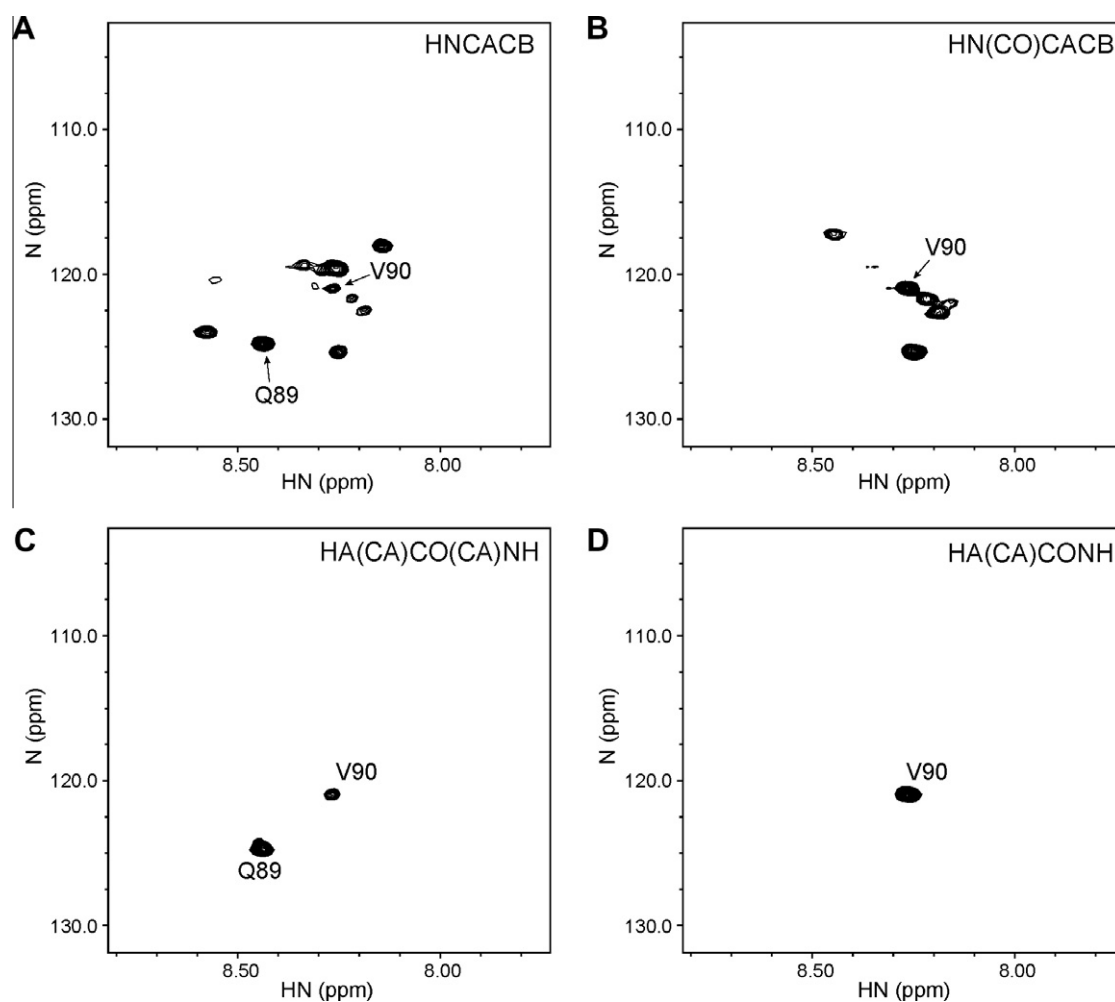 A
HNCACB
110.0
120.0
130.0
N (ppm)
V90
Q89
8.50
8.00
HN (ppm)
B
HN(CO)CACB
110.0
120.0
130.0
N (ppm)
V90
8.50
8.00
HN (ppm)
C
HA(CA)CO(CA)NH
110.0
120.0
130.0
N (ppm)
V90
Q89
8.50
8.00
HN (ppm)
D
HA(CA)CONH
110.0
120.0
130.0
N (ppm)
V90
8.50
8.00
HN (ppm)